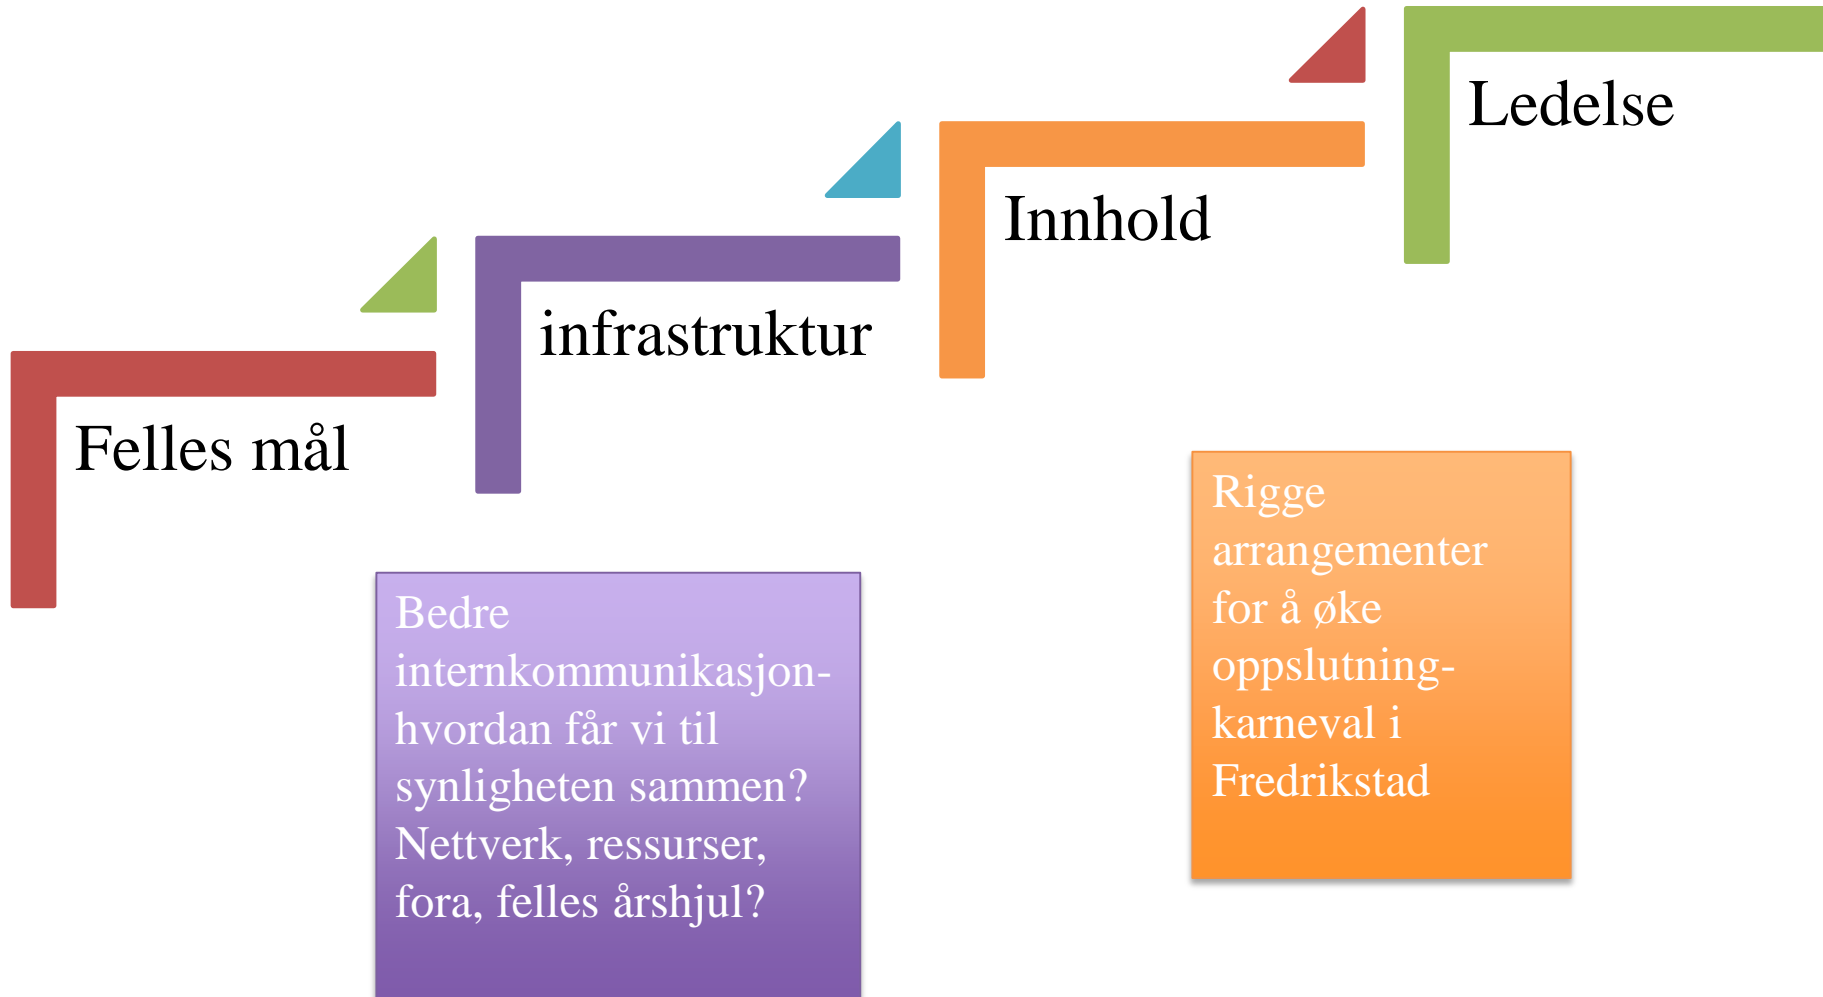 Ledelse
Innhold
infrastruktur
Felles mål
Bedre
internkommunikasjon-
hvordan får vi til
synligheten sammen?
Nettverk, ressurser,
fora, felles årshjul?
Rigge
arrangementer
for å øke
oppslutning-
karneval i
Fredrikstad